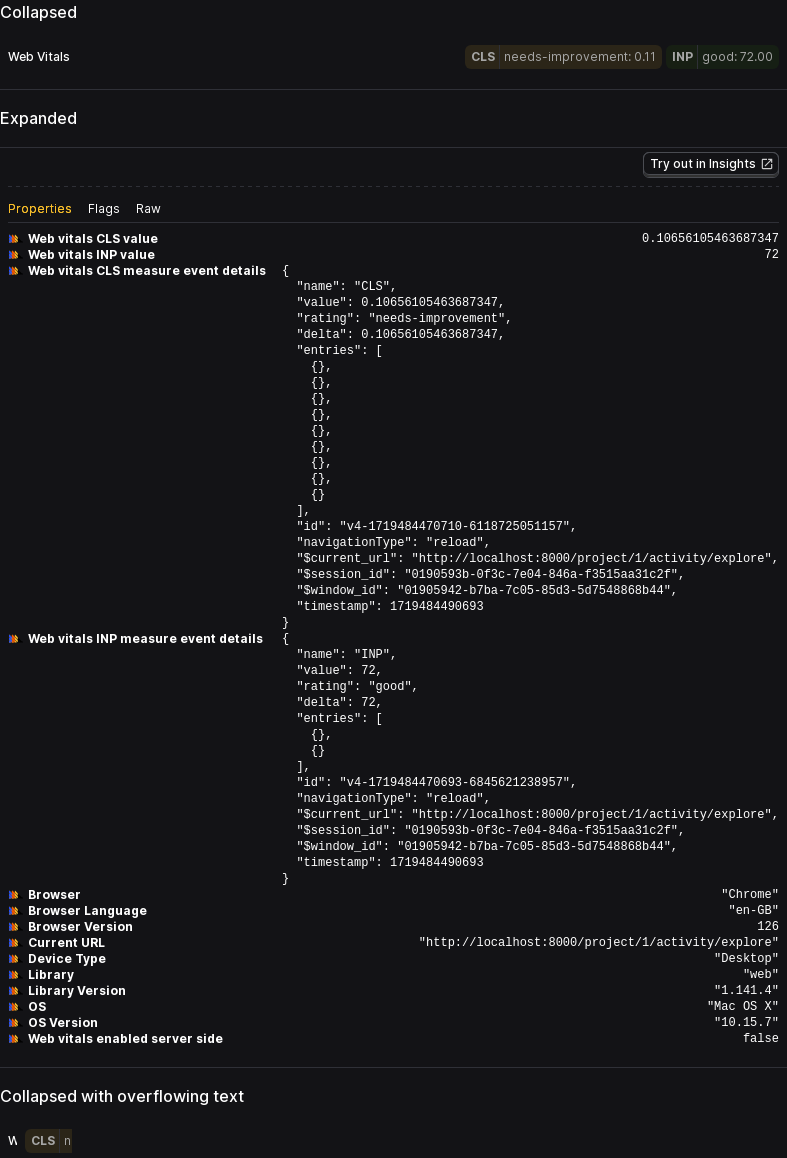 Collapsed
Web Vitals CLS needs-improvement: 0.11 INP good: 72.00
Expanded
Try out in Insights
Properties Flags Raw
Web vitals CLS value 0.10656105463687347
Web vitals INP value 72
Web vitals CLS measure event details {
"name": "CLS",
"value": 0.10656105463687347,
"rating": "needs-improvement",
"delta": 0.10656105463687347,
"entries": [
{},
{},
{},
{},
{},
{},
{},
{},
{}
],
"id": "v4-1719484470710-6118725051157",
"navigationType": "reload",
"$current_url": "http://localhost:8000/project/1/activity/explore",
"$session_id": "0190593b-0f3c-7e04-846a-f3515aa31c2f",
"$window_id": "01905942-b7ba-7c05-85d3-5d7548868b44",
"timestamp": 1719484490693
}
Web vitals INP measure event details {
"name": "INP",
"value": 72,
"rating": "good",
"delta": 72,
"entries": [
{},
{}
],
"id": "v4-1719484470693-6845621238957",
"navigationType": "reload",
"$current_url": "http://localhost:8000/project/1/activity/explore",
"$session_id": "0190593b-0f3c-7e04-846a-f3515aa31c2f",
"$window_id": "01905942-b7ba-7c05-85d3-5d7548868b44",
"timestamp": 1719484490693
}
Browser "Chrome"
Browser Language "en-GB"
Browser Version 126
Current URL "http://localhost:8000/project/1/activity/explore"
Device Type "Desktop"
Library "web"
Library Version "1.141.4"
OS "Mac OS X"
OS Version "10.15.7"
Web vitals enabled server side false
Collapsed with overflowing text
W CLS n